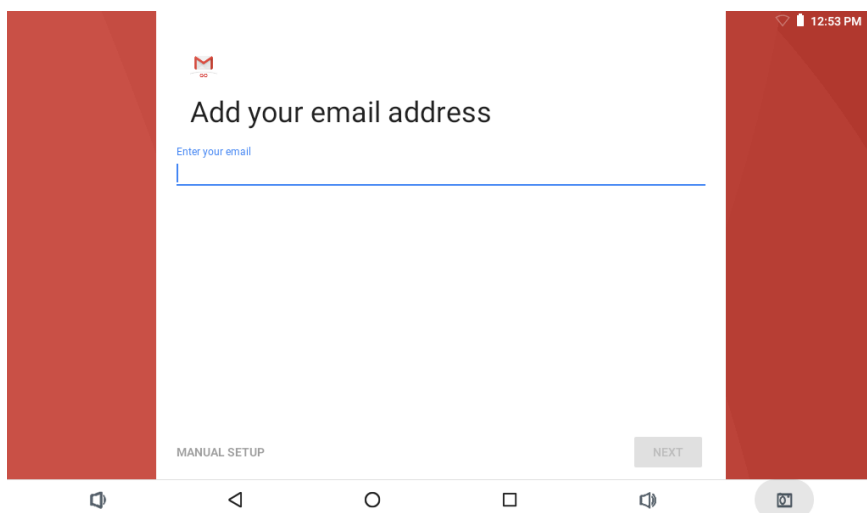 12:53 PM
Add your email address
Enter your email
MANUAL SETUP
NEXT